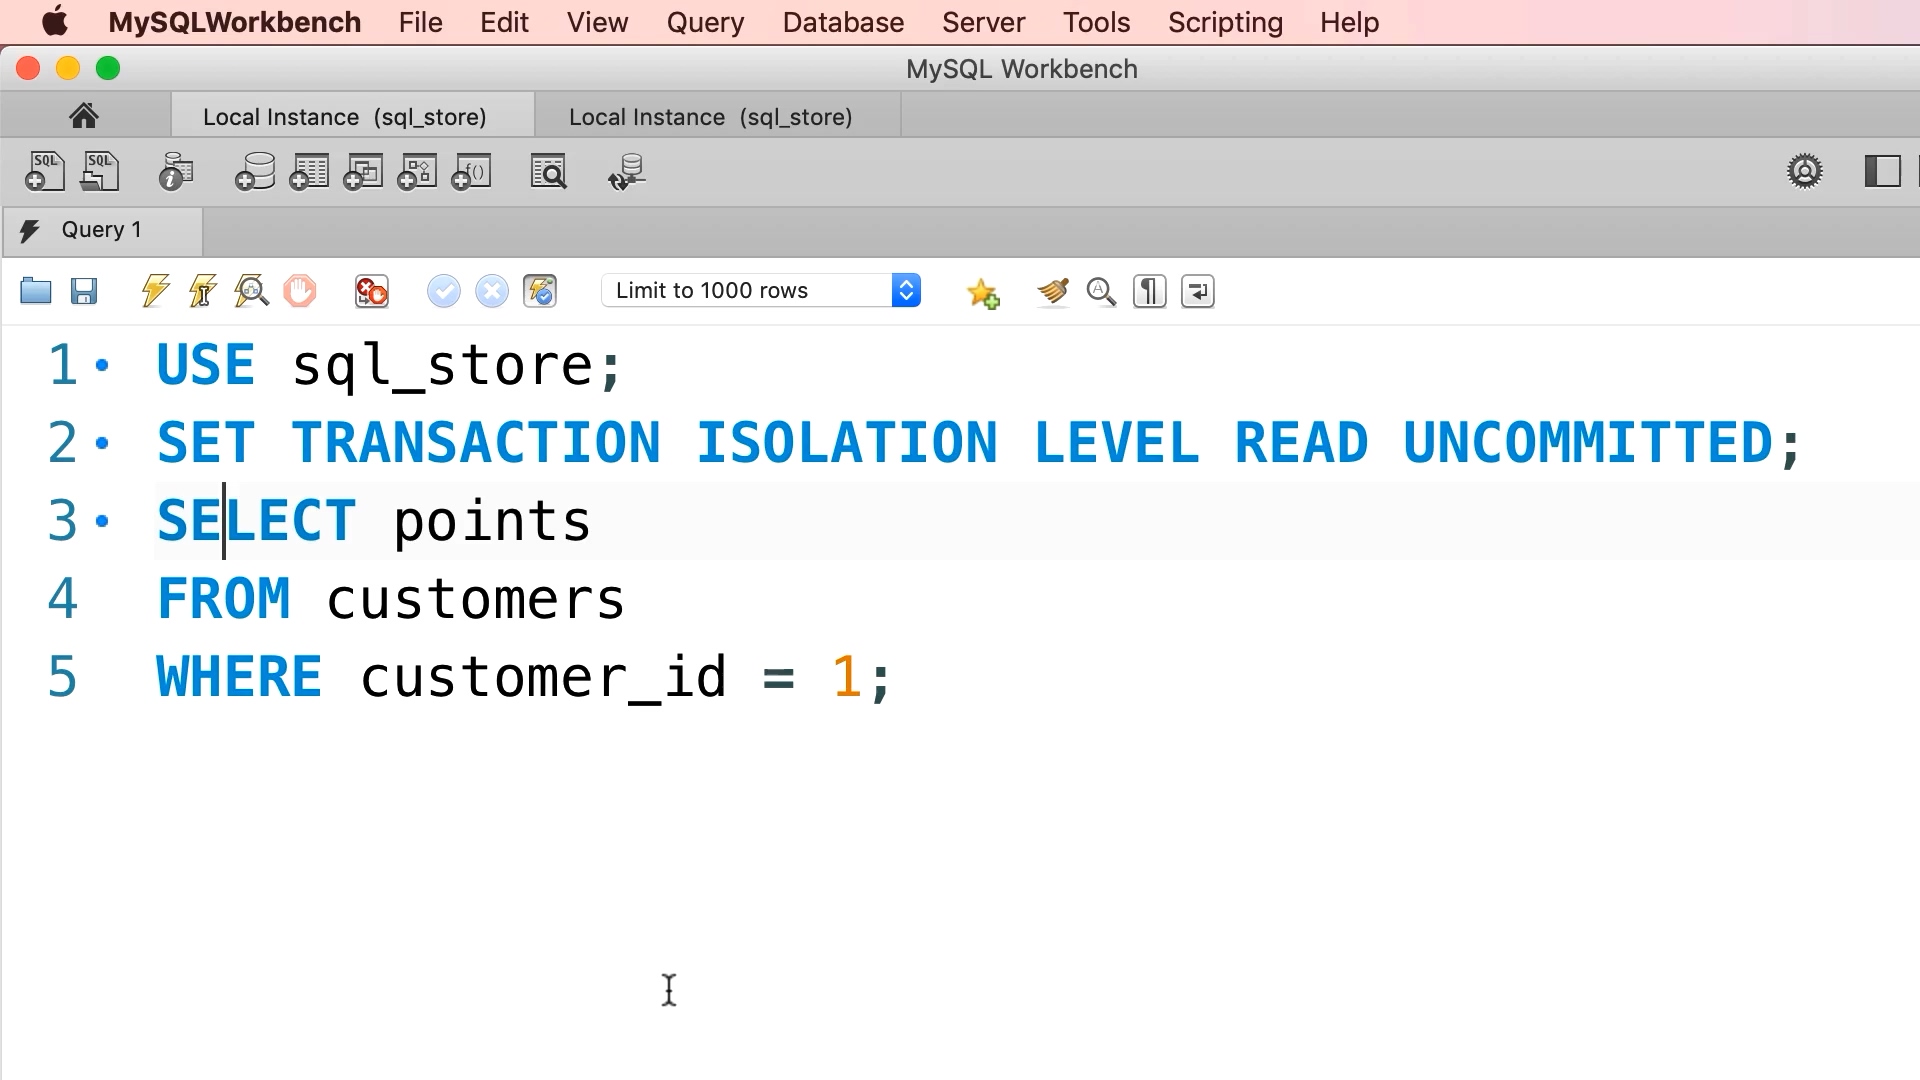 MySQLWorkbench File Edit View Query Database Server Tools Scripting Help
MySQL Workbench
Local Instance (sql_store) Local Instance (sql_store)
SQL SQL
Query 1
Limit to 1000 rows
1 USE sql_store;
2 SET TRANSACTION ISOLATION LEVEL READ UNCOMMITTED;
3 SELECT points
4 FROM customers
5 WHERE customer_id = 1;